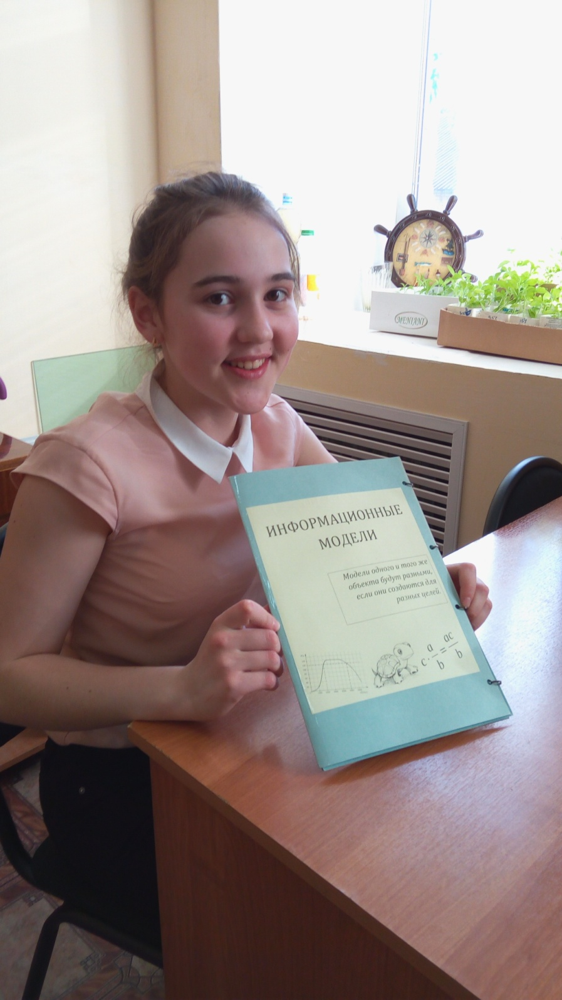 MENIANI
ИНФОРМАЦИОННЫЕ
МОДЕЛИ
Модели одного и того же
объекта будут разными,
если они создаются для
разных целей.
c · a/b = ac/b